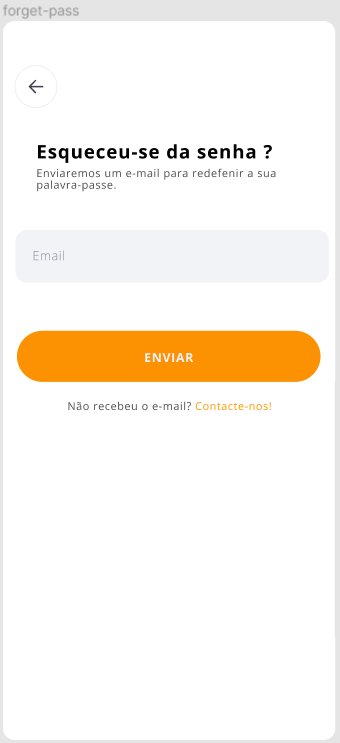 forget-pass
Esqueceu-se da senha ?
Enviaremos um e-mail para redefenir a sua
palavra-passe.
Email
ENVIAR
Não recebeu o e-mail? Contacte-nos!